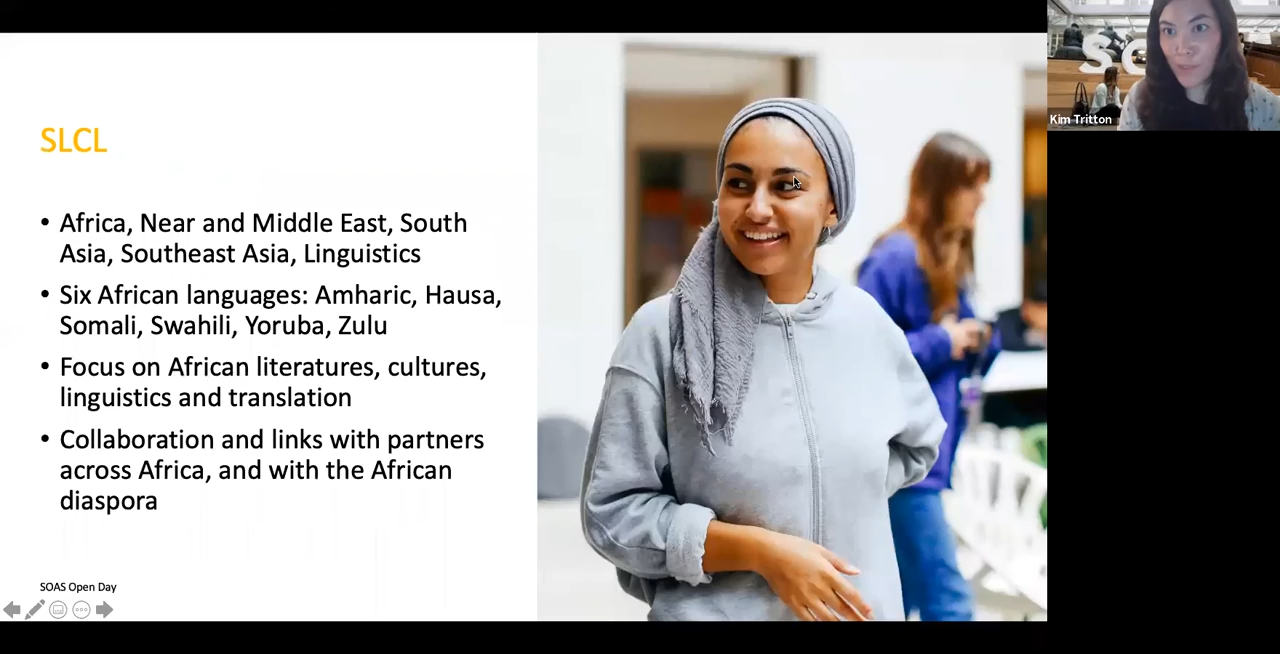 SLCL
• Africa, Near and Middle East, South
Asia, Southeast Asia, Linguistics
• Six African languages: Amharic, Hausa,
Somali, Swahili, Yoruba, Zulu
• Focus on African literatures, cultures,
linguistics and translation
• Collaboration and links with partners
across Africa, and with the African
diaspora
SOAS Open Day
Kim Tritton